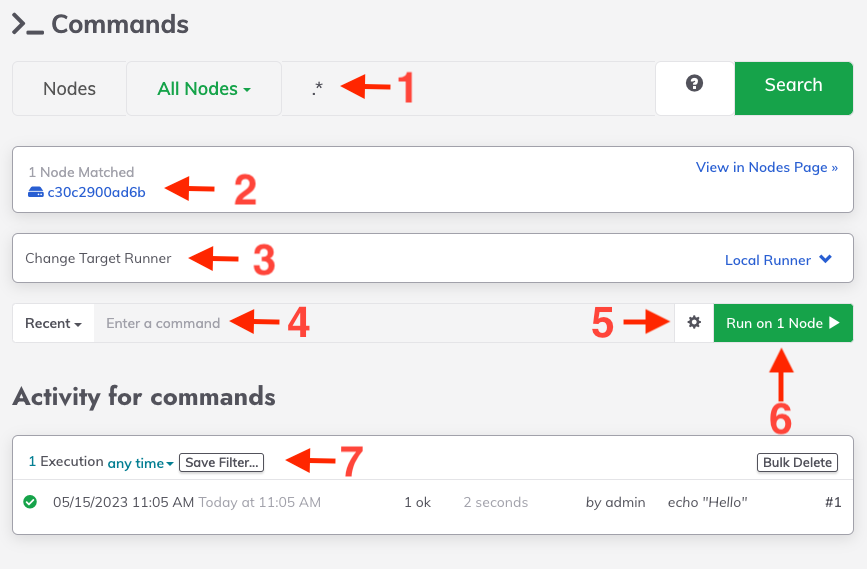 Commands
Nodes All Nodes .* 1 Search
1 Node Matched
View in Nodes Page »
c30c2900ad6b 2
Change Target Runner 3 Local Runner
Recent Enter a command 4 5 Run on 1 Node
6
Activity for commands
1 Execution any time Save Filter... 7 Bulk Delete
05/15/2023 11:05 AM Today at 11:05 AM 1 ok 2 seconds by admin echo "Hello" #1